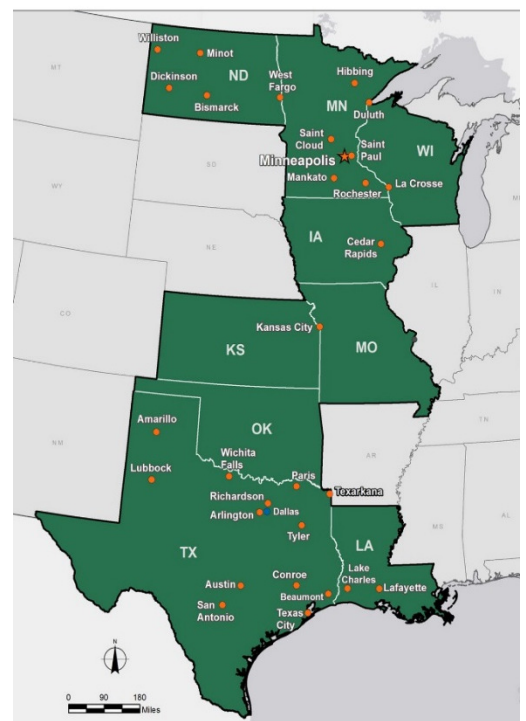 Williston
Minot
MT
ND
Dickinson
Bismarck
West
Fargo
Hibbing
MN
Duluth
Saint
Cloud
Saint
Paul
Minneapolis
WI
SD
Mankato
Rochester
La Crosse
WY
IA
Cedar
Rapids
NE
IL
IN
Kansas City
CO
KS
MO
OK
TN
Amarillo
NM
AR
Wichita
Falls
Lubbock
Paris
Texarkana
Richardson
Arlington
Dallas
MS
AL
Tyler
LA
TX
Lake
Charles
Lafayette
Austin
Conroe
Beaumont
San
Antonio
Texas
City
N
0 90 180
Miles